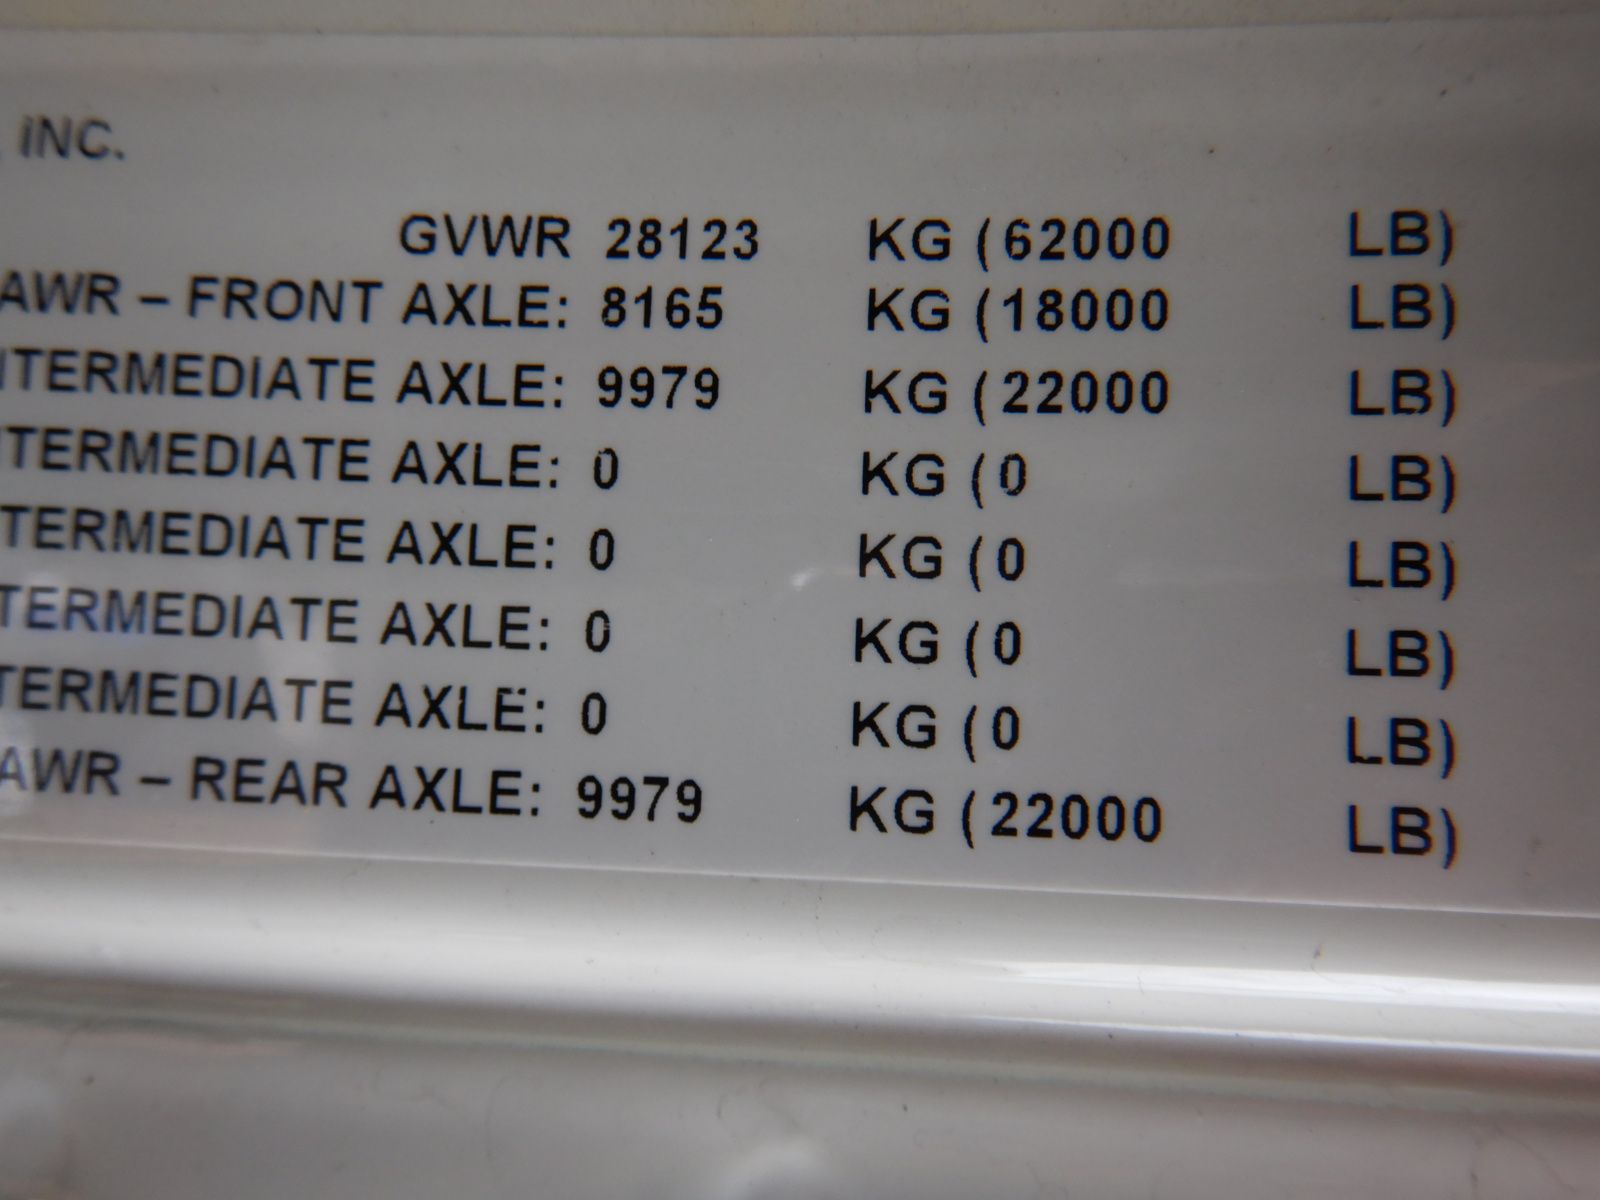 , INC.
GVWR 28123 KG (62000 LB)
AWR – FRONT AXLE: 8165 KG (18000 LB)
NTERMEDIATE AXLE: 9979 KG (22000 LB)
NTERMEDIATE AXLE: 0 KG (0 LB)
TERMEDIATE AXLE: 0 KG (0 LB)
TERMEDIATE AXLE: 0 KG (0 LB)
TERMEDIATE AXLE: 0 KG (0 LB)
AWR – REAR AXLE: 9979 KG (22000 LB)